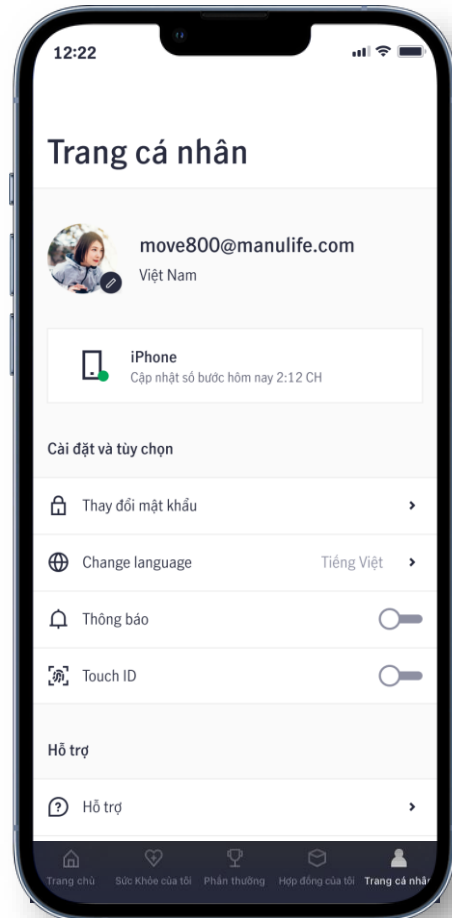 12:22
Trang cá nhân
move800@manulife.com
Việt Nam
iPhone
Cập nhật số bước hôm nay 2:12 CH
Cài đặt và tùy chọn
Thay đổi mật khẩu
Change language Tiếng Việt
Thông báo
Touch ID
Hỗ trợ
Hỗ trợ
Trang chủ Sức Khỏe của tôi Phần thưởng Hợp đồng của tôi Trang cá nhân